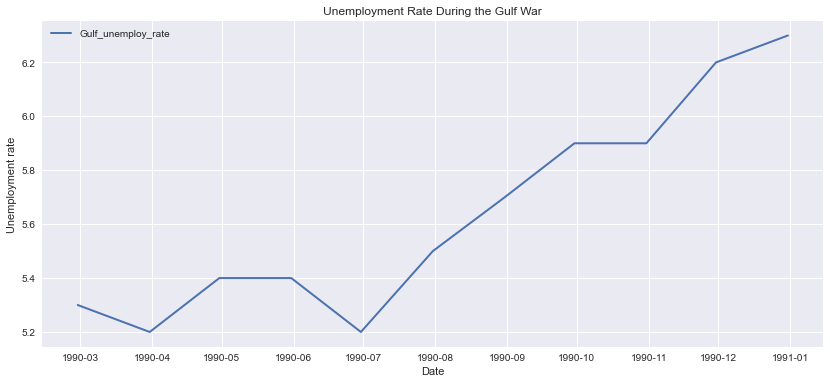 Unemployment Rate During the Gulf War
Gulf_unemploy_rate
Unemployment rate
6.2
6.0
5.8
5.6
5.4
5.2
1990-03 1990-04 1990-05 1990-06 1990-07 1990-08 1990-09 1990-10 1990-11 1990-12 1991-01
Date